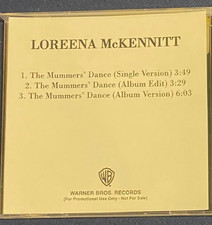 LOREENA McKENNITT
1. The Mummers' Dance (Single Version) 3:49
2. The Mummers' Dance (Album Edit) 3:29
3. The Mummers' Dance (Album Version) 6:03
WB
WARNER BROS. RECORDS
[For Promotional Use Only - Not For Sale]